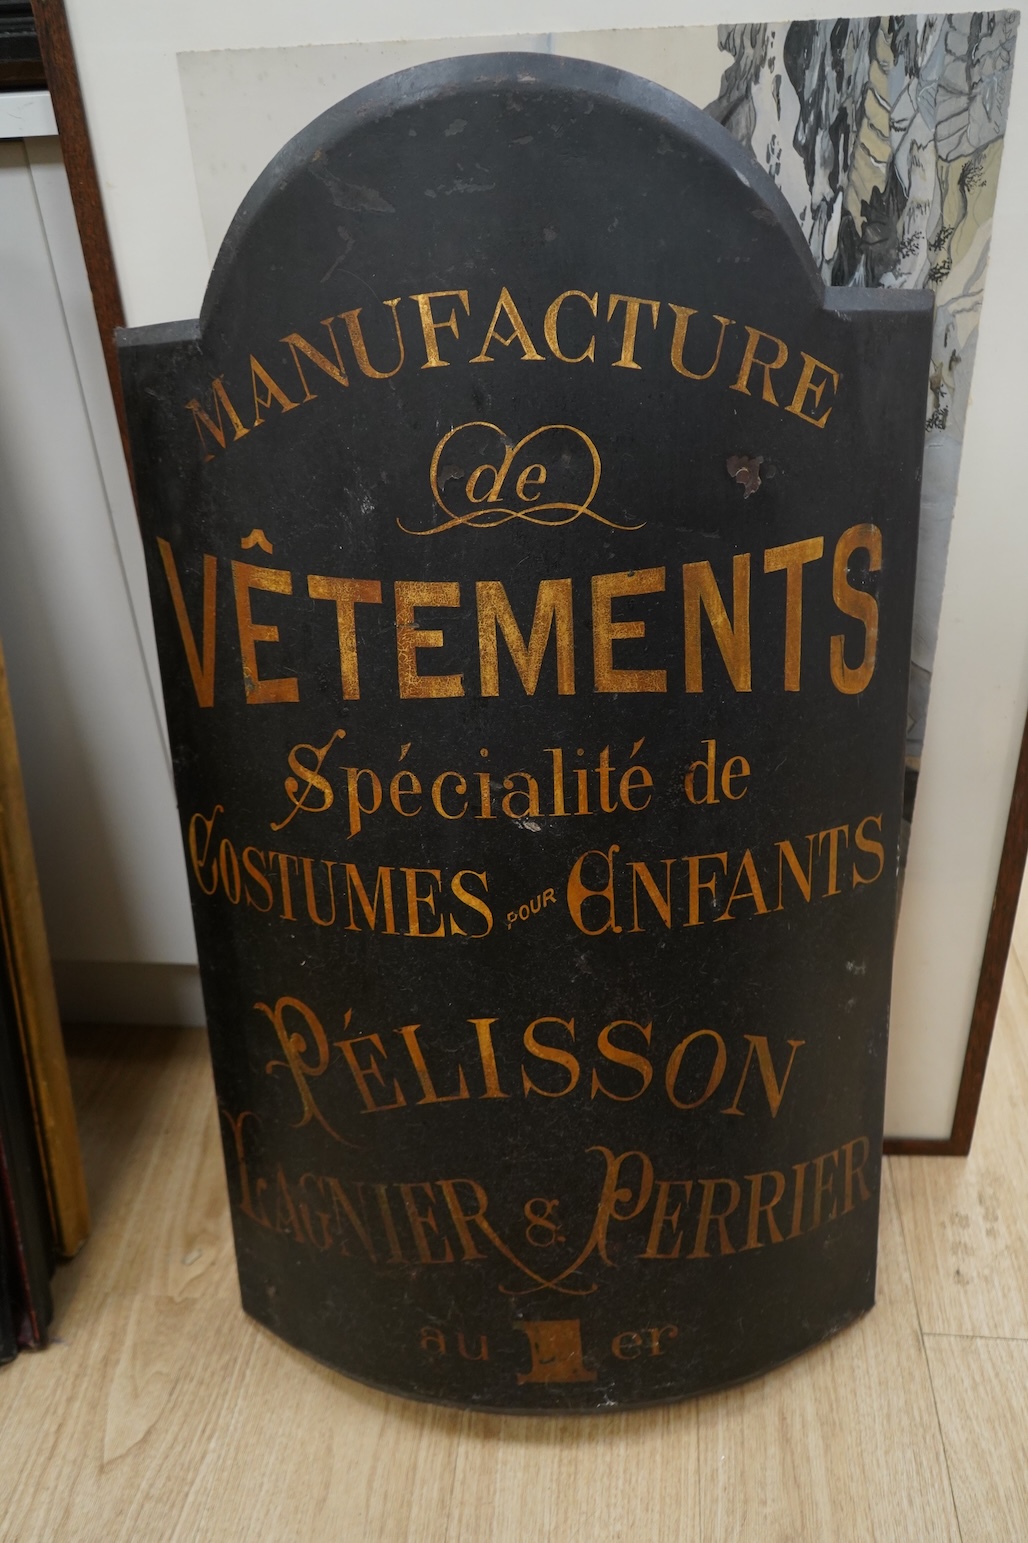 MANUFACTURE
de
VÊTEMENTS
Spécialité de
COSTUMES POUR ENFANTS
PÉLISSON
LAGNIER & PERRIER
au 1er